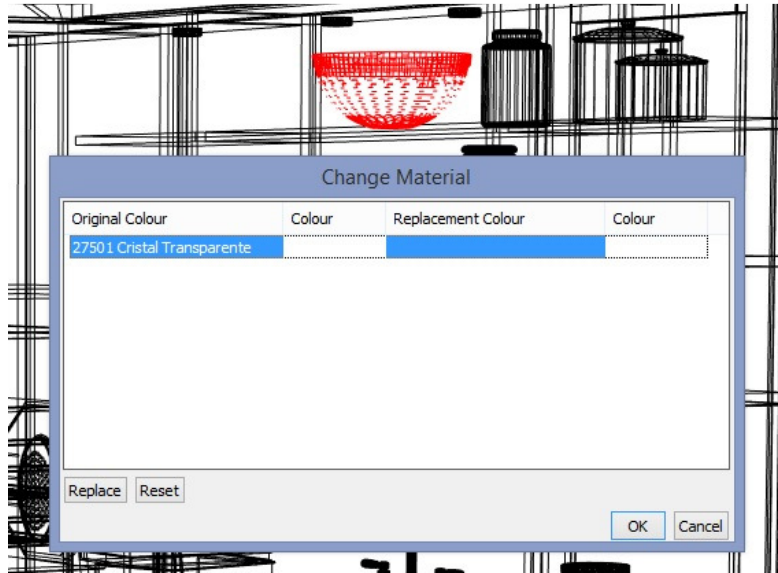 Change Material
Original Colour Colour Replacement Colour Colour
27501 Cristal Transparente
Replace Reset
OK Cancel